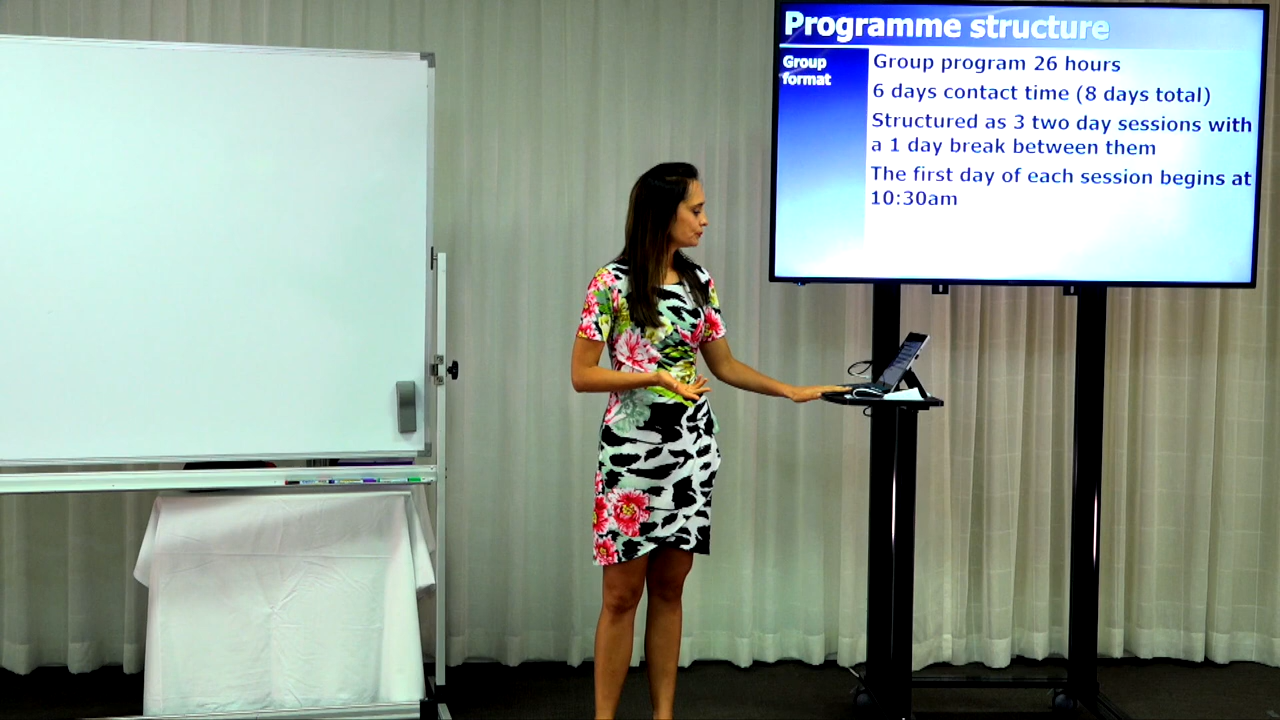 Programme structure
Group
format
Group program 26 hours
6 days contact time (8 days total)
Structured as 3 two day sessions with
a 1 day break between them
The first day of each session begins at
10:30am